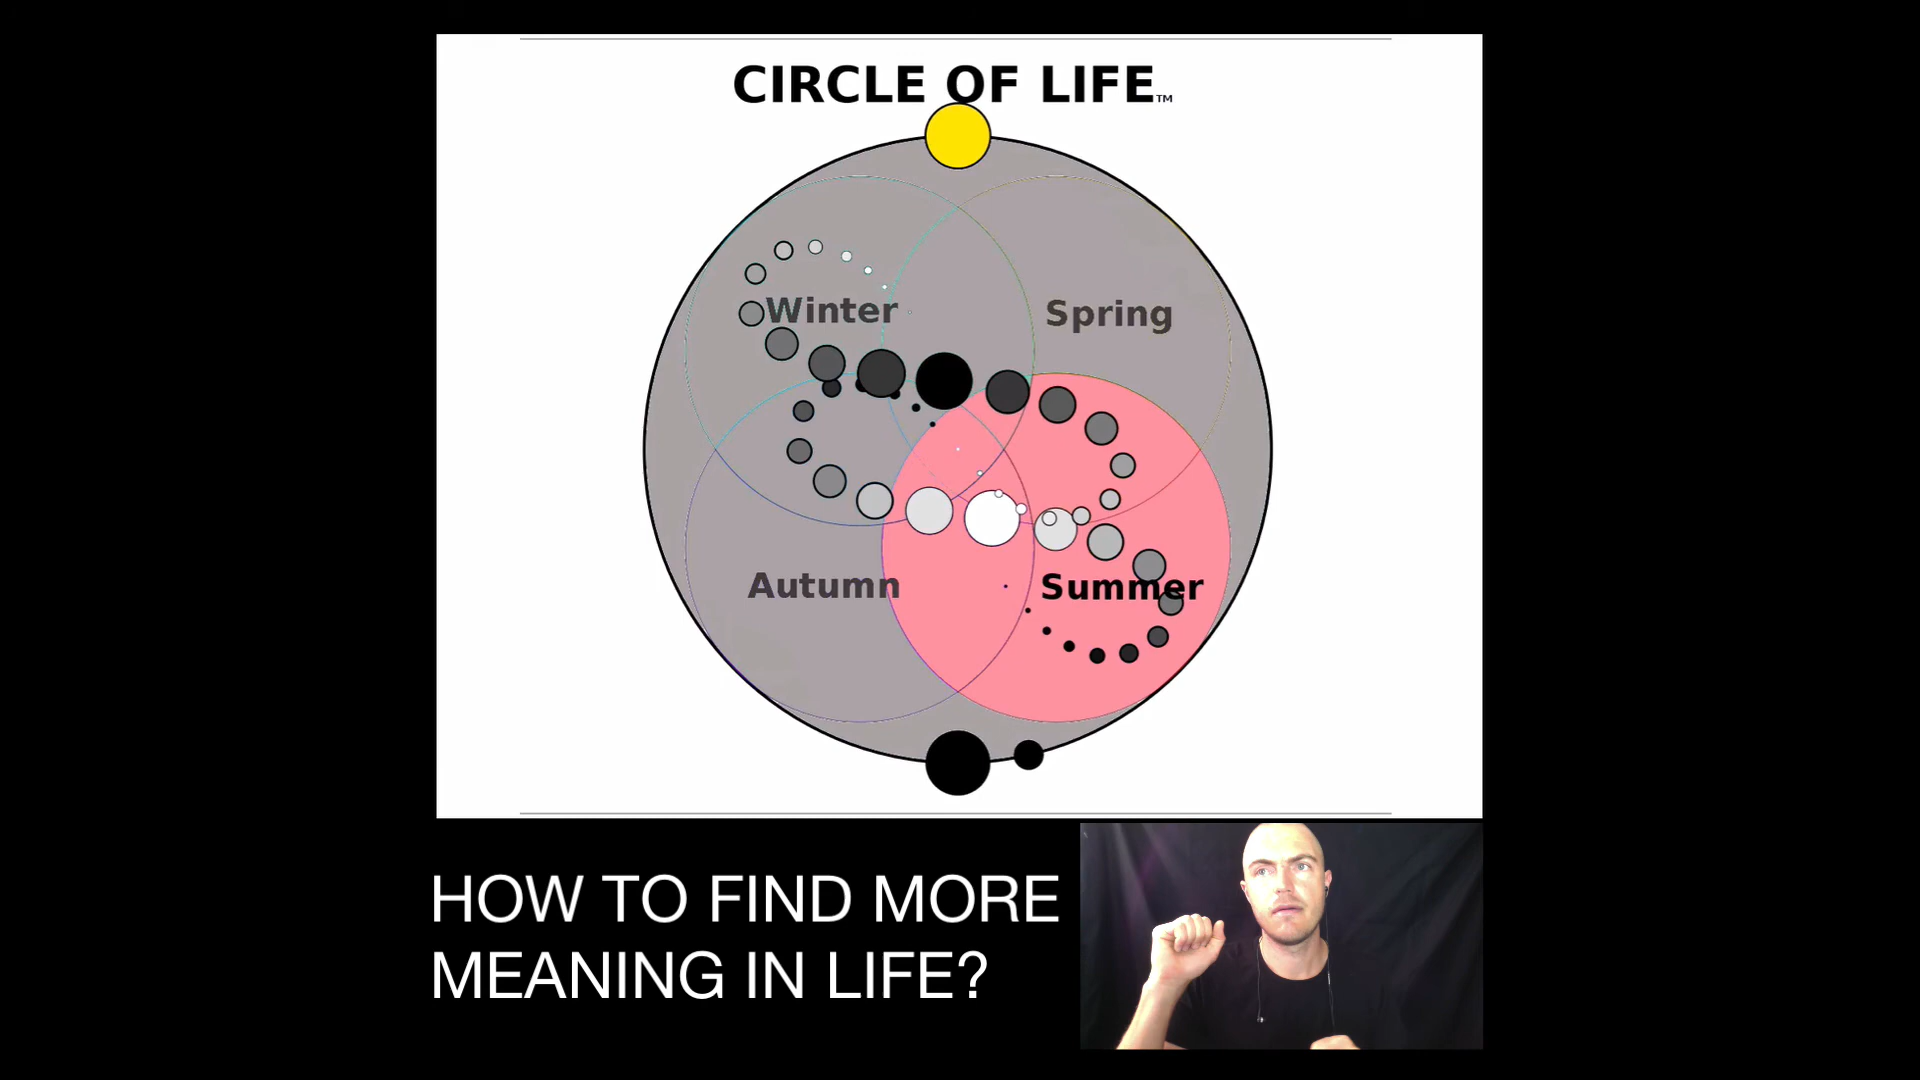 CIRCLE OF LIFE™
Winter
Spring
Autumn
Summer
HOW TO FIND MORE
MEANING IN LIFE?